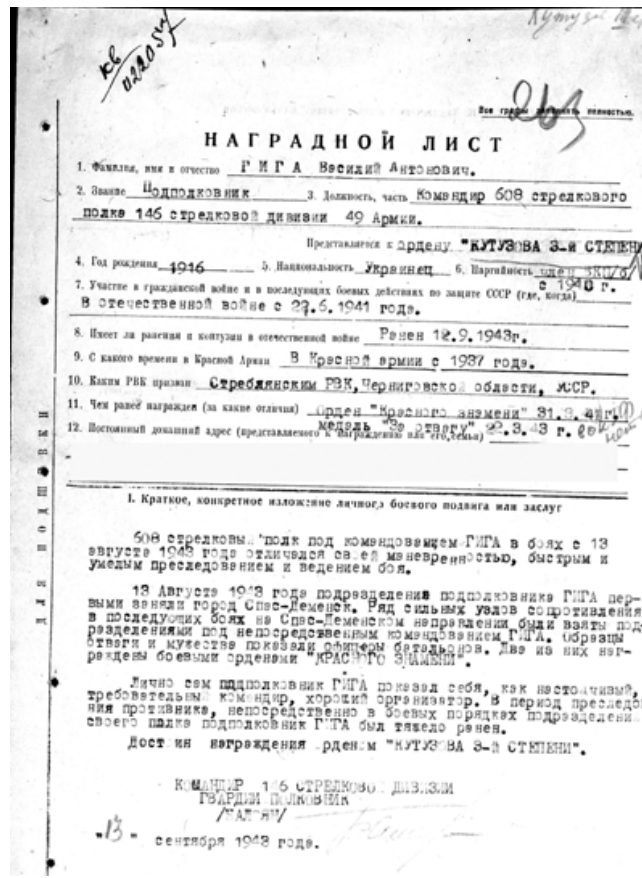 Кутузов
кв
02205
263
Все графы заполнять полностью.
НАГРАДНОЙ ЛИСТ
1. Фамилия, имя и отчество ГИГА Василий Антонович.
2. Звание Подполковник 3. Должность, часть Командир 608 стрелкового
полка 146 стрелковой дивизии 49 Армии.
Представляется к ордену "КУТУЗОВА 3-й СТЕПЕНИ
4. Год рождения 1916 5. Национальность Украинец 6. Партийность член ВКП/б/
с 1940 г.
7. Участие в гражданской войне и в последующих боевых действиях по защите СССР (где, когда)
В отечественной войне с 22.6.1941 года.
8. Имеет ли ранения и контузии в отечественной войне Ранен 12.9.1943г.
9. С какого времени в Красной Армии В Красной армии с 1937 года.
10. Каким РВК призван Стреблянским РВК, Черниговской области, УССР.
11. Чем ранее награжден (за какие отличия) Орден "Красного знамени" 31.3.
медаль "За отвагу" 22.3.43 г.
12. Постоянный домашний адрес (представляемого к награждению или его семьи)
I. Краткое, конкретное изложение личного боевого подвига или заслуг
608 стрелковый полк под командованием ГИГА в боях с 13
августа 1943 года отличался своей маневренностью, быстрым и
умелым преследованием и ведением боя.
13 Августа 1943 года подразделения подполковника ГИГА пер-
выми заняли город Спас-Деменск. Ряд сильных узлов сопротивления
в последующих боях на Спас-Деменском направлении были взяты под-
разделениями под непосредственным командованием ГИГА. Образцы
отваги и мужества показали офицеры батальонов. Два из них наг-
раждены боевыми орденами "КРАСНОГО ЗНАМЕНИ".
Лично сам подполковник ГИГА показал себя, как настойчивый,
требовательный командир, хороший организатор. В период преследо
ния противника, непосредственно в боевых порядках подразделений
своего полка подполковник ГИГА был тяжело ранен.
Достоин награждения орденом "КУТУЗОВА 3-й СТЕПЕНИ".
КОМАНДИР 146 СТРЕЛКОВОЙ ДИВИЗИИ
ГВАРДИИ ПОЛКОВНИК
"13" сентября 1943 года.